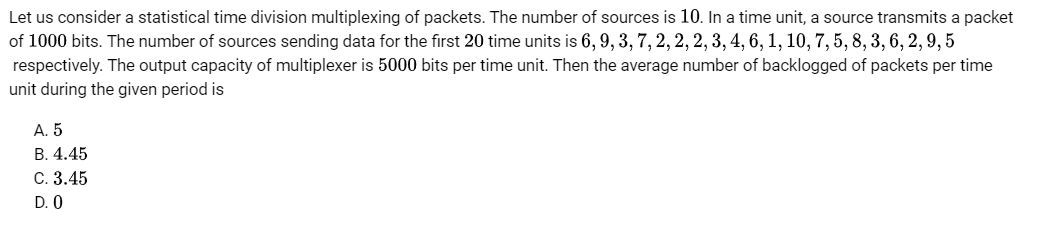 Let us consider a statistical time division multiplexing of packets. The number of sources is 10. In a time unit, a source transmits a packet
of 1000 bits. The number of sources sending data for the first 20 time units is 6, 9, 3, 7, 2, 2, 2, 3, 4, 6, 1, 10, 7, 5, 8, 3, 6, 2, 9, 5
respectively. The output capacity of multiplexer is 5000 bits per time unit. Then the average number of backlogged of packets per time
unit during the given period is
A. 5
B. 4.45
C. 3.45
D. 0